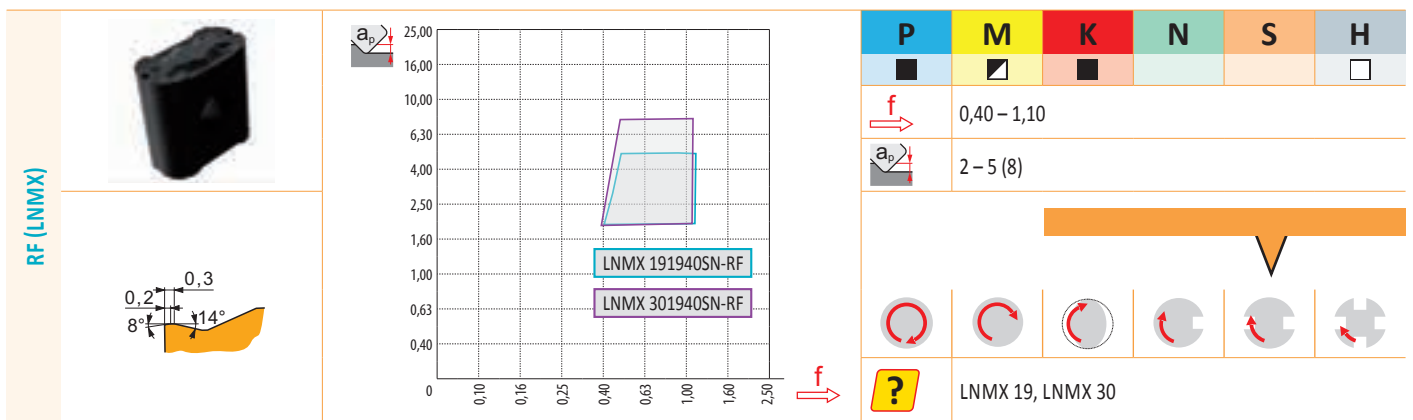 RF (LNMX)
0,3
0,2
8°
14°
ap
25,00
16,00
10,00
6,30
4,00
2,50
1,60
1,00
0,63
0,40
0
0,10
0,16
0,25
0,40
0,63
1,00
1,60
2,50
f
LNMX 191940SN-RF
LNMX 301940SN-RF
P M K N S H
f
0,40 – 1,10
ap
2 – 5 (8)
?
LNMX 19, LNMX 30